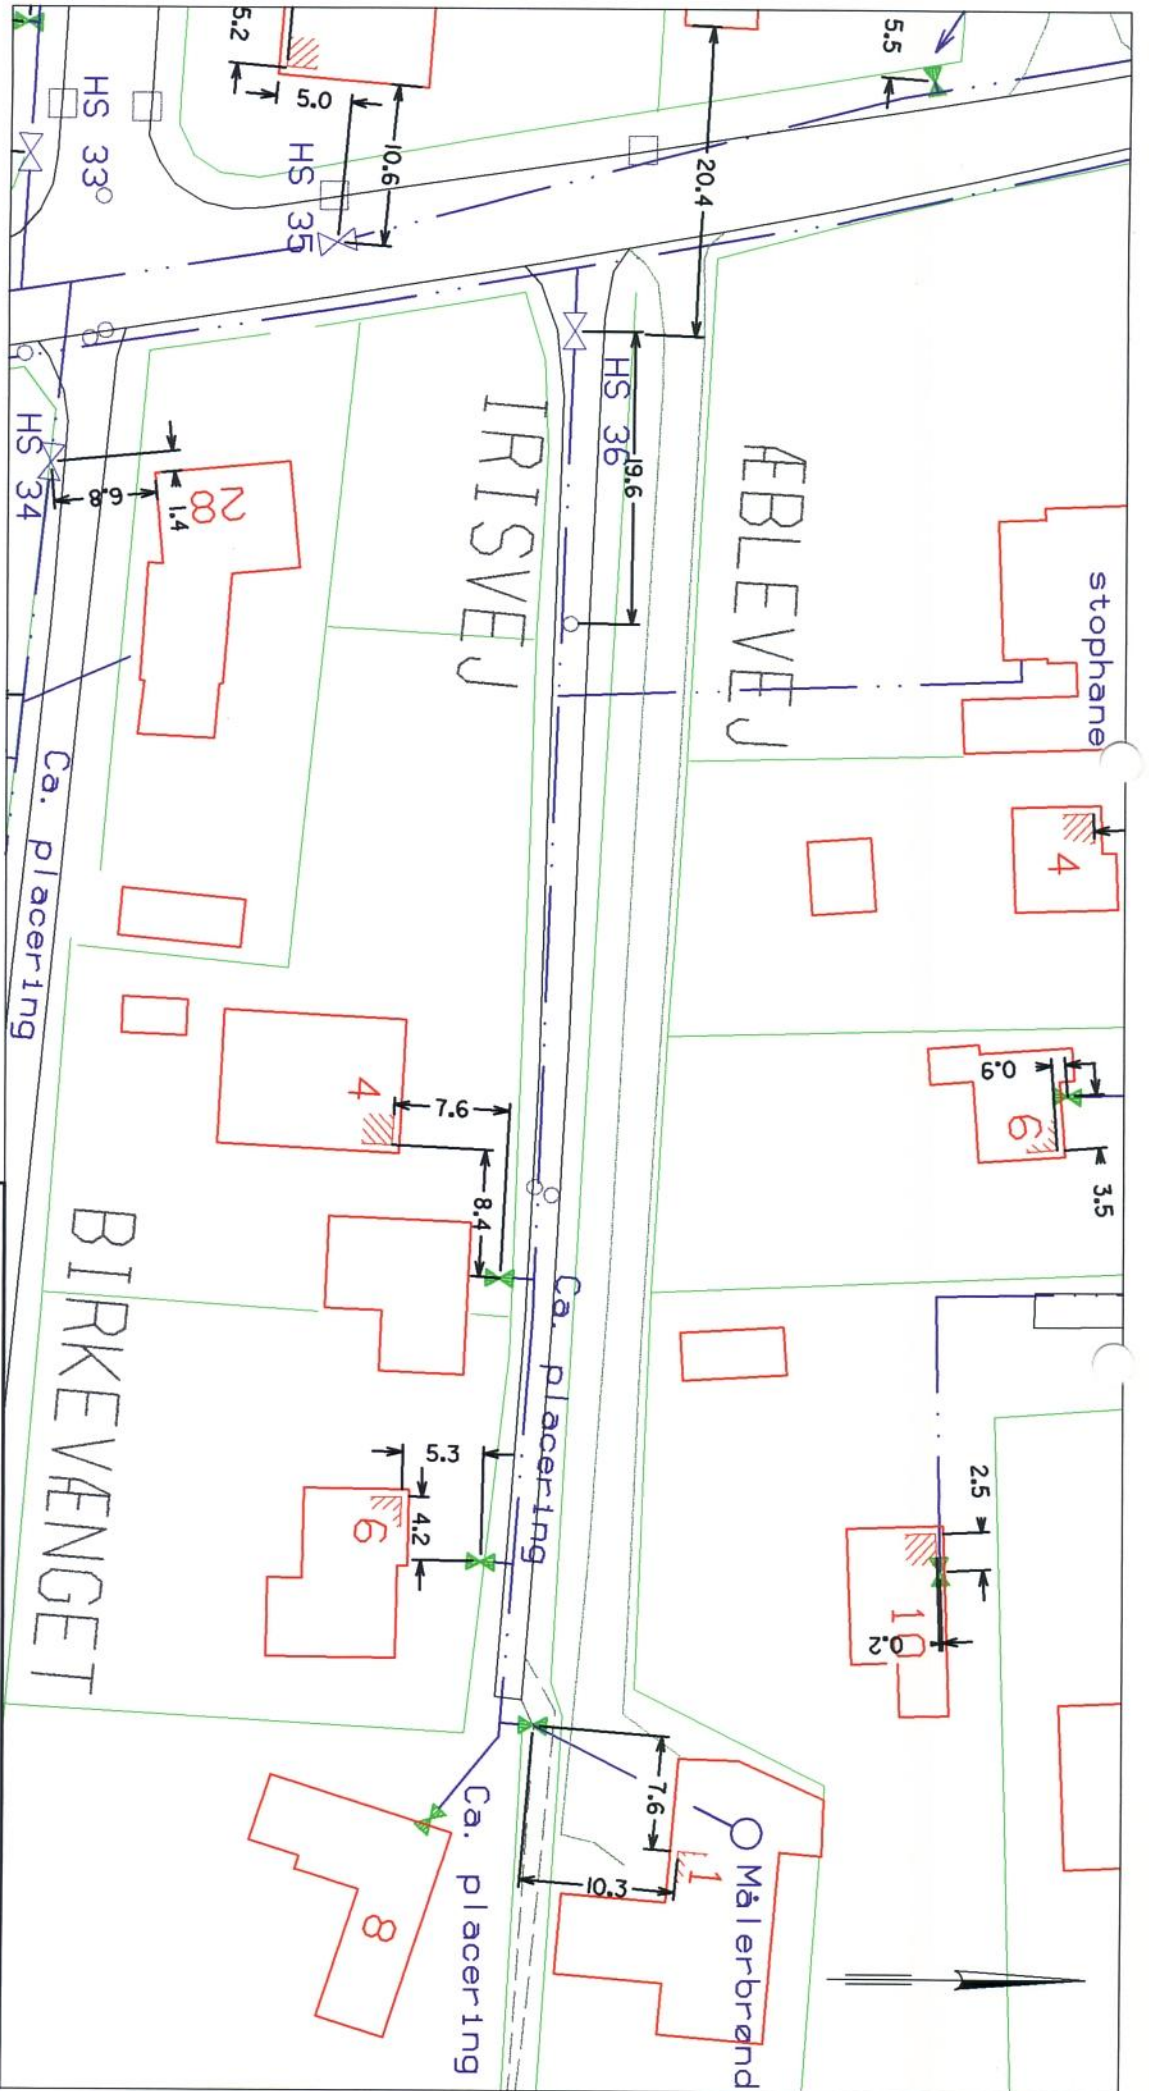 5.2
5.0
10.6
HS 33
HS 35
5.5
20.4
HS 36
19.6
HS 34
6.8
1.4
28
IRISVEJ
ÆBLEVEJ
stophane
4
Ca. placering
0.9
6
3.5
4
7.6
8.4
BIRKEVÆNGET
Ca. placering
5.3
4.2
6
2.5
10
0.2
7.6
1
10.3
Målerbrønd
Ca. placering
8